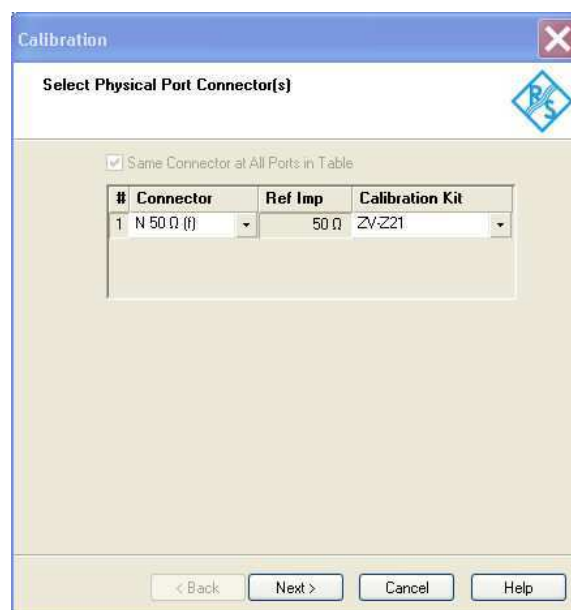 Calibration
Select Physical Port Connector(s)
R S
Same Connector at All Ports in Table
# Connector Ref Imp Calibration Kit
1 N 50 Ω (f) 50 Ω ZV-Z21
< Back Next > Cancel Help